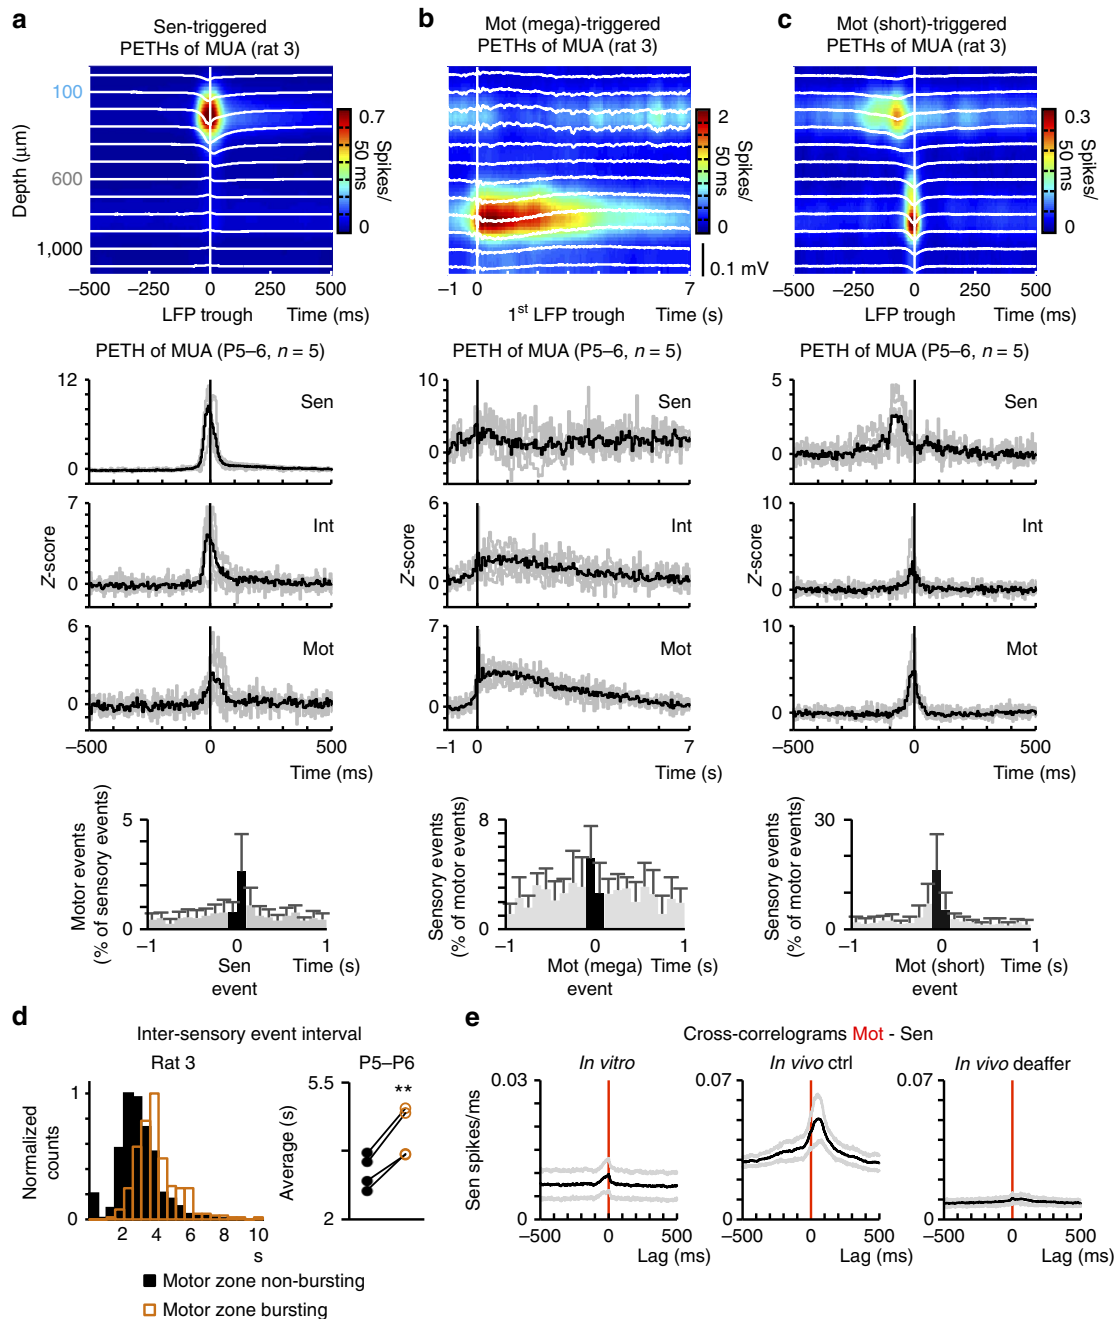 a
Sen-triggered
PETHs of MUA (rat 3)
Depth (μm)
100
600
1,000
0.7
0
Spikes/
50 ms
−500 −250 0 250 500
LFP trough Time (ms)
b
Mot (mega)-triggered
PETHs of MUA (rat 3)
2
0
Spikes/
50 ms
0.1 mV
−1 0 7
1st LFP trough Time (s)
c
Mot (short)-triggered
PETHs of MUA (rat 3)
0.3
0
Spikes/
50 ms
−500 −250 0 250 500
LFP trough Time (ms)
PETH of MUA (P5–6, n = 5)
12
0
Sen
7
0
Int
Z-score
6
0
Mot
−500 0 500
Time (ms)
PETH of MUA (P5–6, n = 5)
10
0
Sen
6
0
Int
Z-score
7
0
Mot
−1 0 7
Time (s)
PETH of MUA (P5–6, n = 5)
5
0
Sen
10
0
Int
Z-score
10
0
Mot
−500 0 500
Time (ms)
Motor events
(% of sensory events)
5
0
−1 0 1
Sen
event
Time (s)
Sensory events
(% of motor events)
8
0
−1 0 1
Mot (mega)
event
Time (s)
Sensory events
(% of motor events)
30
0
−1 0 1
Mot (short)
event
Time (s)
d
Inter-sensory event interval
Rat 3
Normalized
counts
1
0
2 4 6 8 10
s
P5–P6
Average (s)
5.5
2
**
Motor zone non-bursting
Motor zone bursting
e
Cross-correlograms Mot - Sen
In vitro
Sen spikes/ms
0.03
0
−500 0 500
Lag (ms)
In vivo ctrl
0.07
0
−500 0 500
Lag (ms)
In vivo deaffer
0.07
0
−500 0 500
Lag (ms)